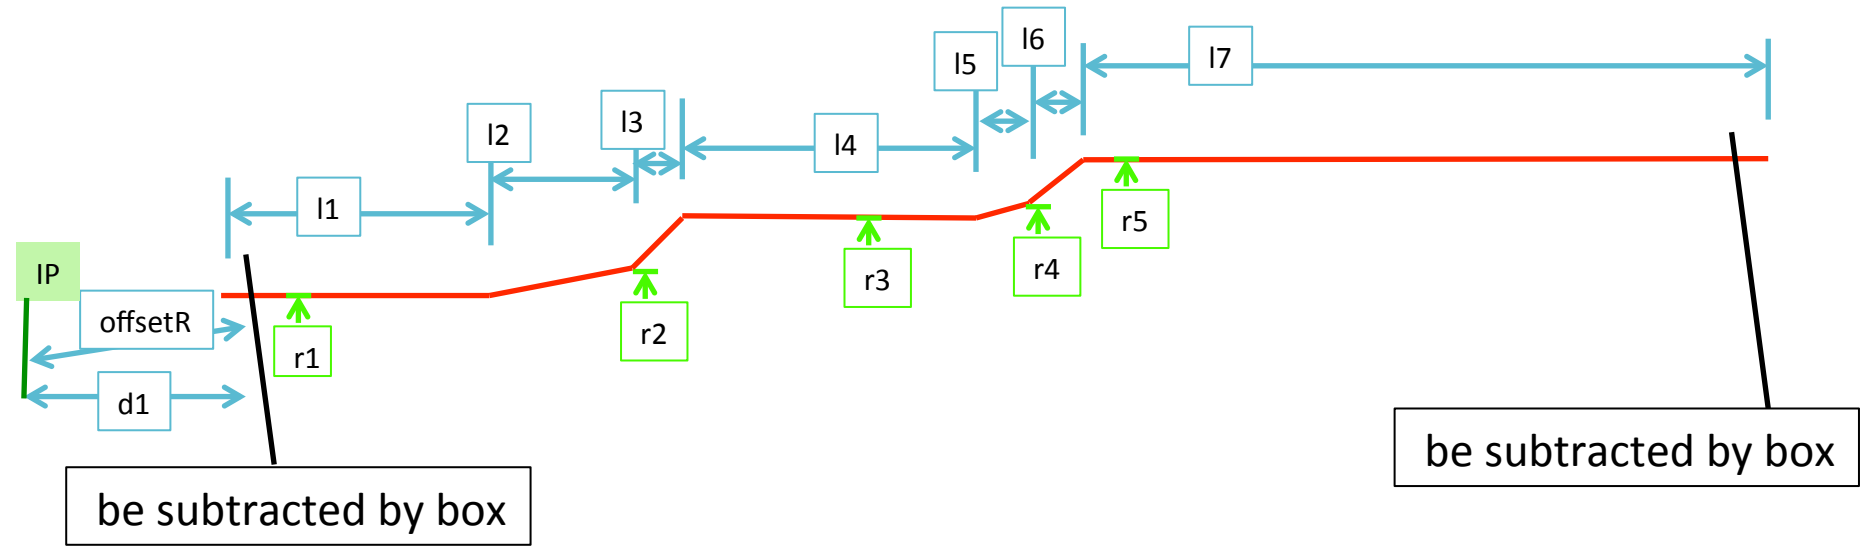 l6
l7
l5
l3
l2
l4
l1
r5
r4
r3
IP
offsetR
r2
r1
d1
be subtracted by box
be subtracted by box